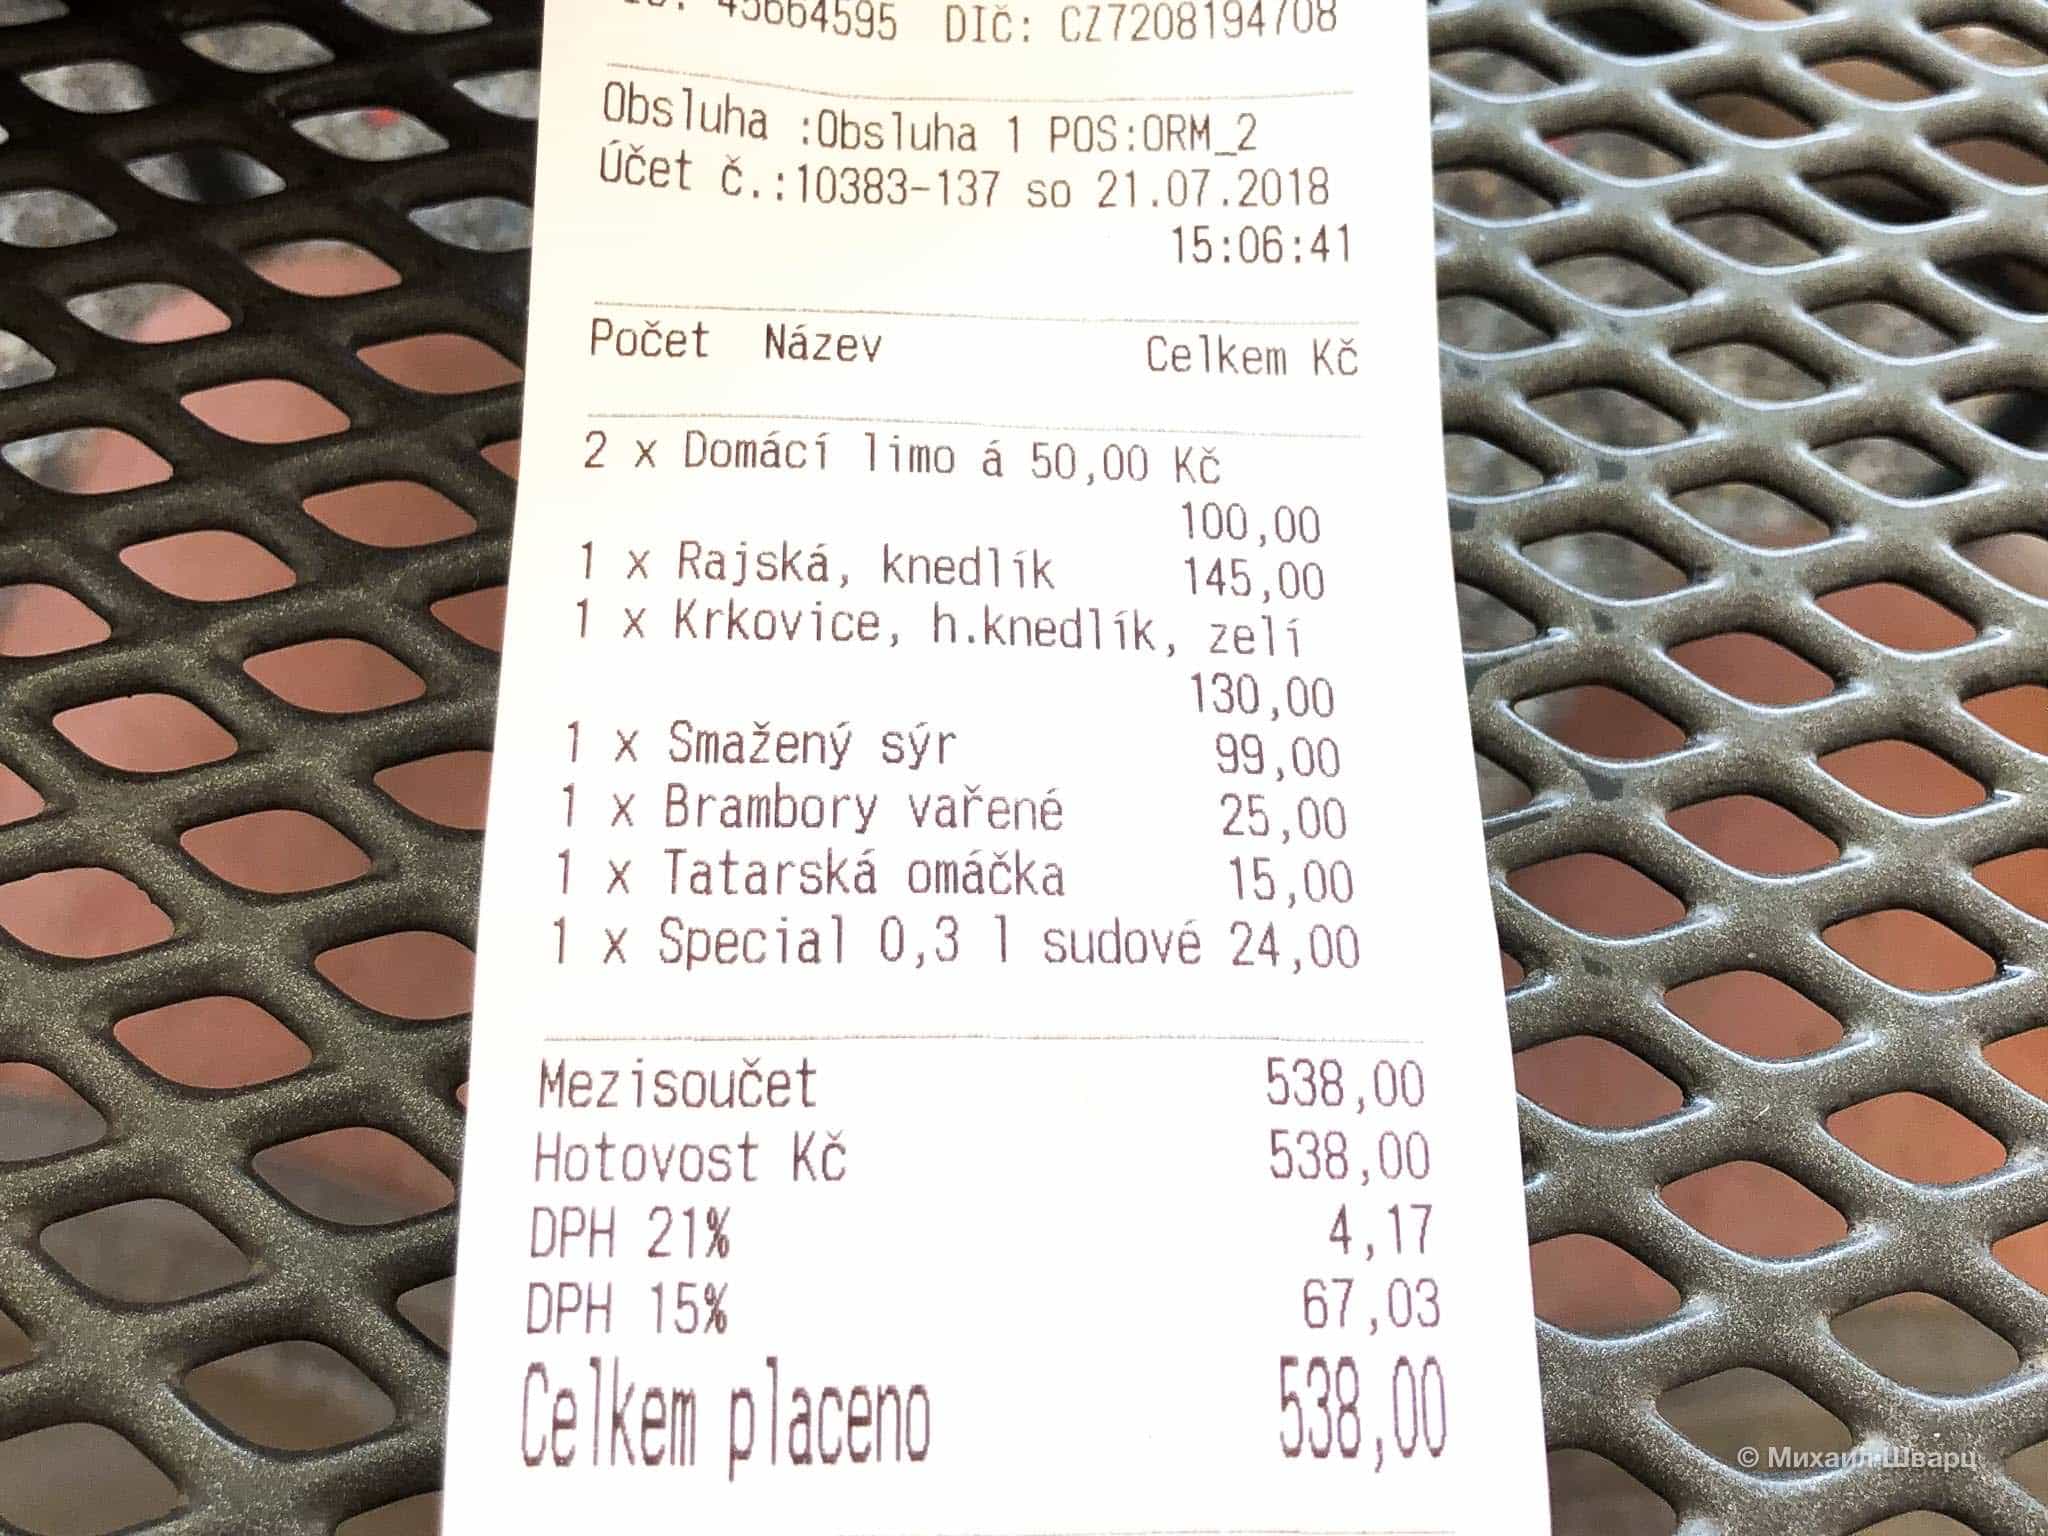 45664595 DIČ: CZ7208194708
Obsluha :Obsluha 1 POS:ORM_2
Účet č.:10383-137 so 21.07.2018
15:06:41
Počet Název Celkem Kč
2 x Domácí limo á 50,00 Kč
100,00
1 x Rajská, knedlík 145,00
1 x Krkovice, h.knedlík, zelí
130,00
1 x Smažený sýr 99,00
1 x Brambory vařené 25,00
1 x Tatarská omáčka 15,00
1 x Special 0,3 l sudové 24,00
Mezisoučet 538,00
Hotovost Kč 538,00
DPH 21% 4,17
DPH 15% 67,03
Celkem placeno 538,00
© Михаил Шварц